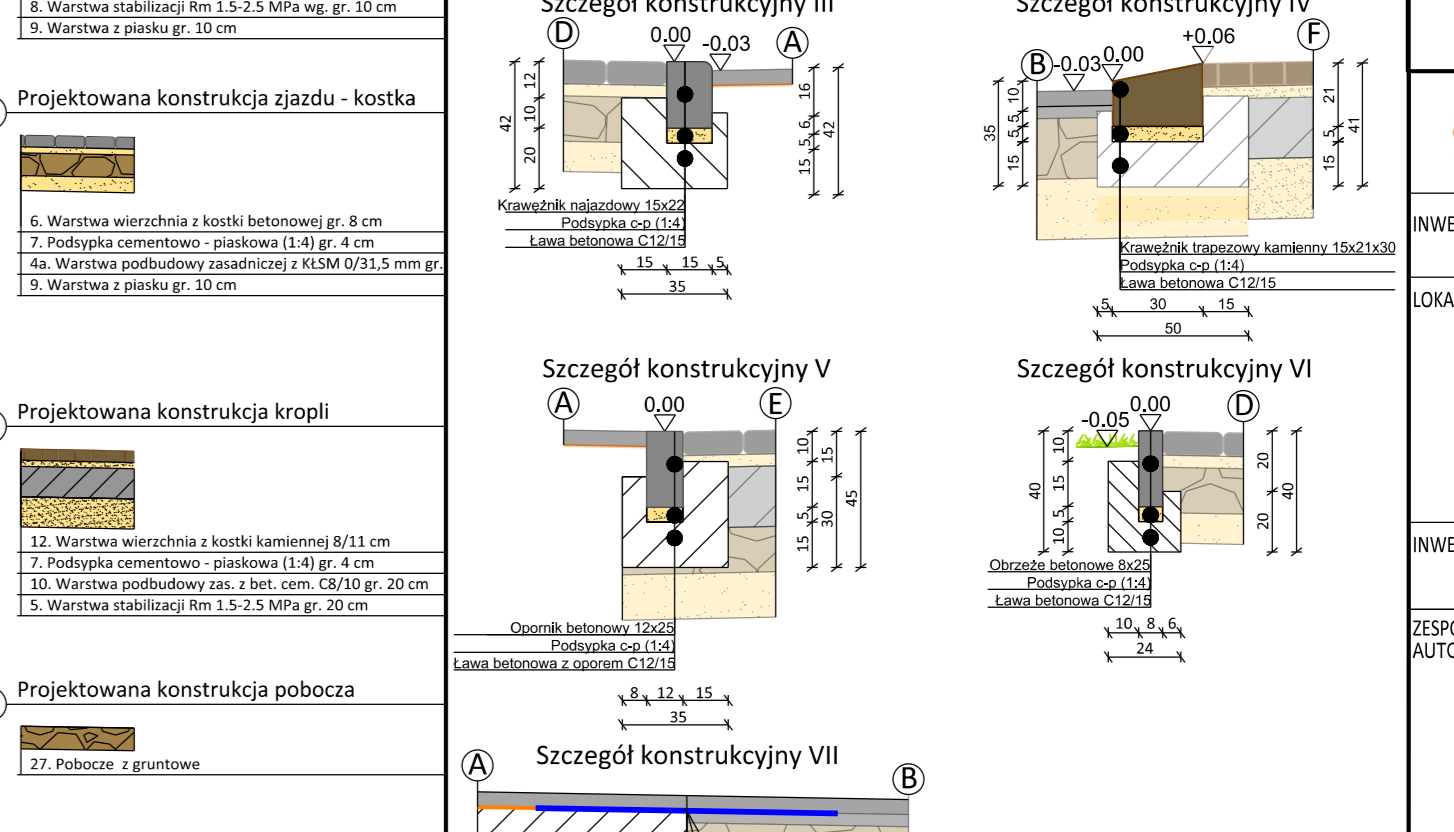 8. Warstwa stabilizacji Rm 1.5-2.5 MPa wg. gr. 10 cm
9. Warstwa z piasku gr. 10 cm
Projektowana konstrukcja zjazdu - kostka
6. Warstwa wierzchnia z kostki betonowej gr. 8 cm
7. Podsypka cementowo - piaskowa (1:4) gr. 4 cm
4a. Warstwa podbudowy zasadniczej z KŁSM 0/31,5 mm gr.
9. Warstwa z piasku gr. 10 cm
Projektowana konstrukcja kropli
12. Warstwa wierzchnia z kostki kamiennej 8/11 cm
7. Podsypka cementowo - piaskowa (1:4) gr. 4 cm
10. Warstwa podbudowy zas. z bet. cem. C8/10 gr. 20 cm
5. Warstwa stabilizacji Rm 1.5-2.5 MPa gr. 20 cm
Projektowana konstrukcja pobocza
27. Pobocze z gruntowe
Szczegół konstrukcyjny III
D
0.00
-0.03
A
42
12
10
20
16
6
5
15
42
Krawężnik najazdowy 15x22
Podsypka c-p (1:4)
Ława betonowa C12/15
15 15 5
35
Szczegół konstrukcyjny IV
B
-0.03
0.00
+0.06
F
35
10
5
5
15
21
5
15
41
Krawężnik trapezowy kamienny 15x21x30
Podsypka c-p (1:4)
Ława betonowa C12/15
5 30 15
50
Szczegół konstrukcyjny V
A
0.00
E
10
15
5
15
15
30
45
Opornik betonowy 12x25
Podsypka c-p (1:4)
Ława betonowa z oporem C12/15
8 12 15
35
Szczegół konstrukcyjny VI
-0.05
0.00
D
40
10
15
5
10
20
20
40
Obrzeże betonowe 8x25
Podsypka c-p (1:4)
Ława betonowa C12/15
10 8 6
24
Szczegół konstrukcyjny VII
A
B
INWE
LOKA
INWE
ZESPO
AUTO